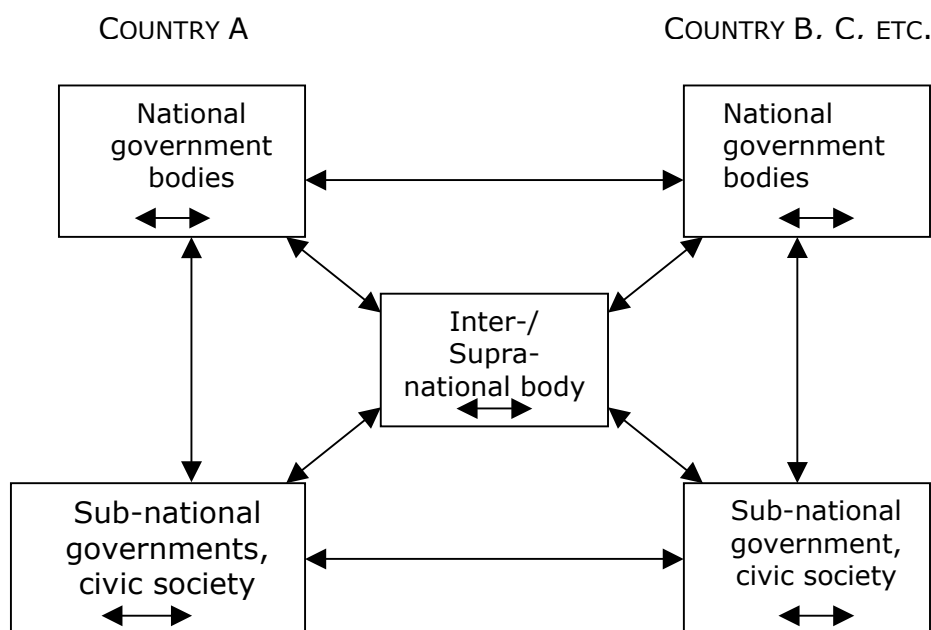 COUNTRY A
COUNTRY B. C. ETC.
National
government
bodies
National
government
bodies
Inter-/
Supra-
national body
Sub-national
governments,
civic society
Sub-national
government,
civic society